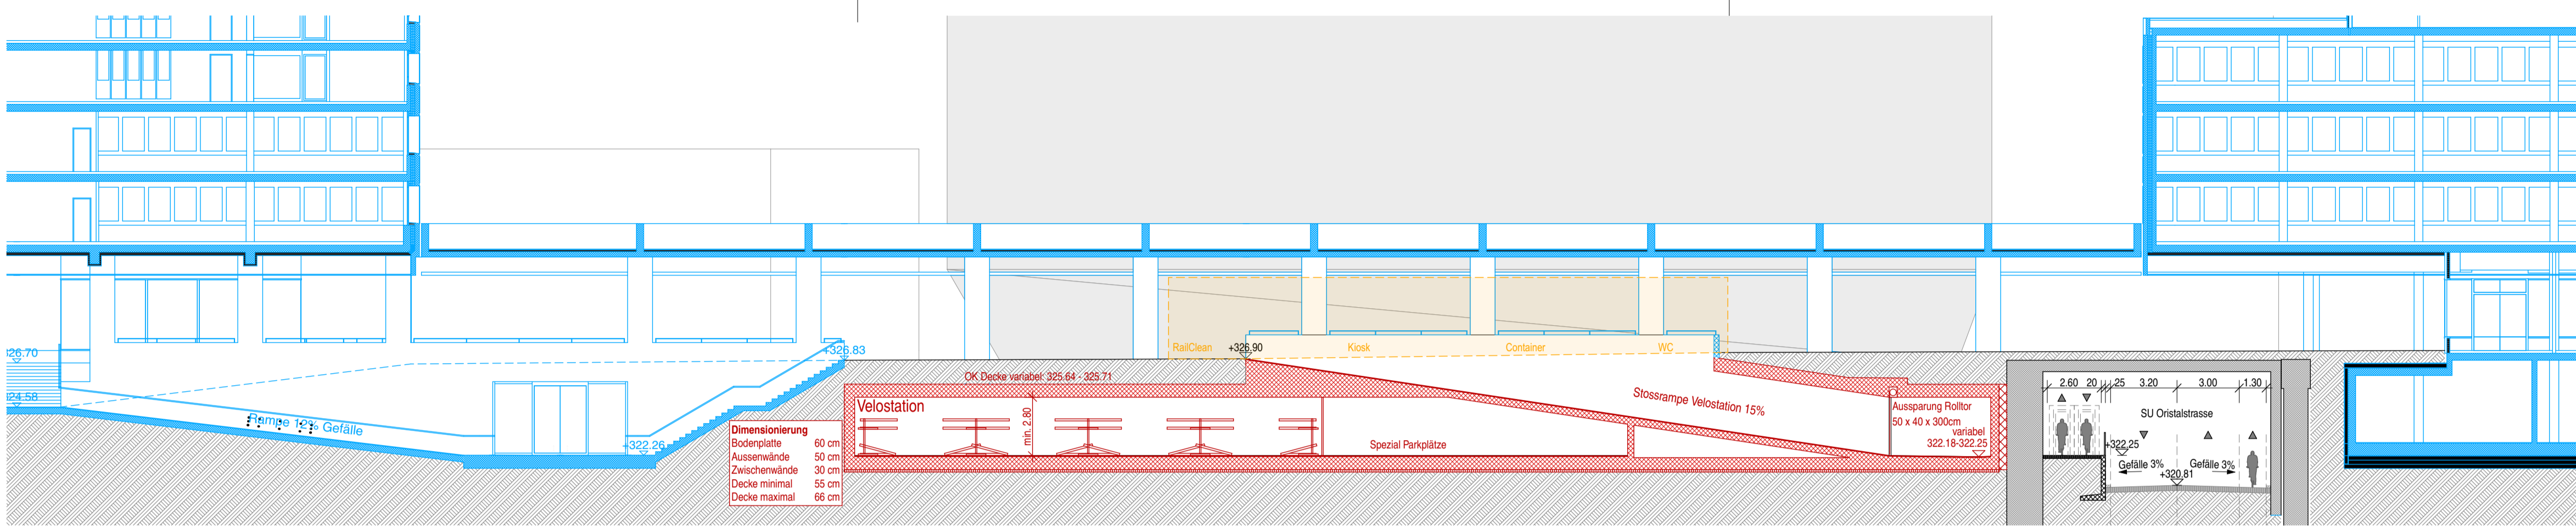 +326.83
RailClean
+326.90
Kiosk
Container
WC
326.70
324.58
OK Decke variabel: 325.64 - 325.71
Velostation
min. 2.80
Stossrampe Velostation 15%
Spezial Parkplätze
Aussparung Rolltor
50 x 40 x 300cm
variabel
322.18-322.25
Rampe 12% Gefälle
+322.26
Dimensionierung
Bodenplatte 60 cm
Aussenwände 50 cm
Zwischenwände 30 cm
Decke minimal 55 cm
Decke maximal 66 cm
2.60 20 25 3.20 3.00 1.30
SU Oristalstrasse
+322.25
Gefälle 3% Gefälle 3%
+320.81